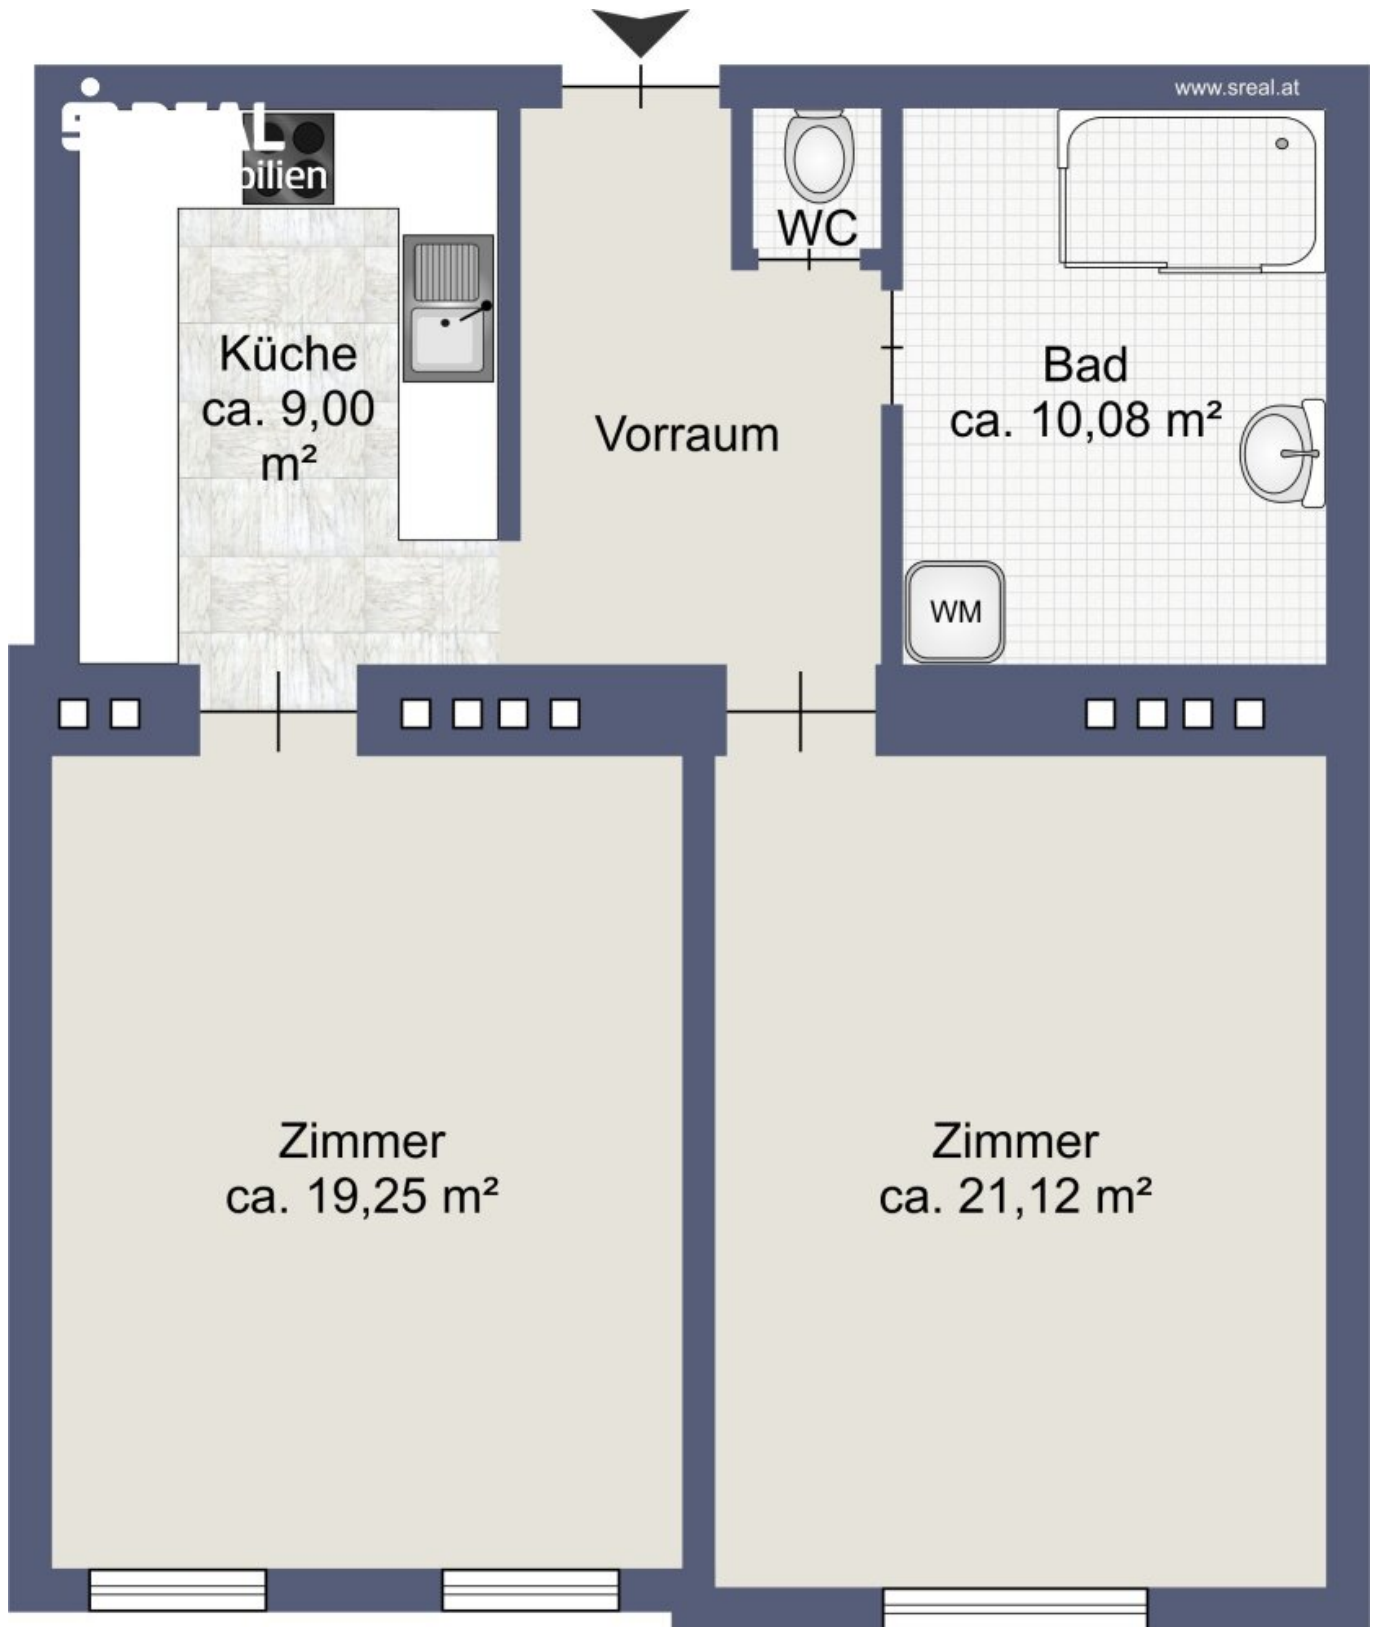 www.sreal.at
REAL
bilien
WC
Küche
ca. 9,00
m²
Bad
ca. 10,08 m²
Vorraum
WM
Zimmer
ca. 19,25 m²
Zimmer
ca. 21,12 m²